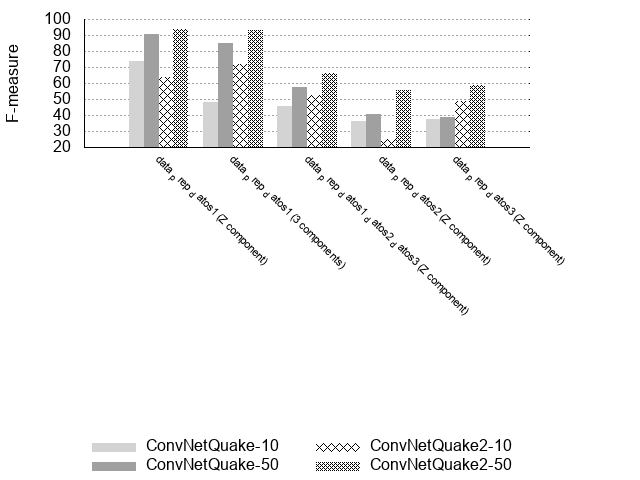 F-measure
100
90
80
70
60
50
40
30
20
data p rep d atos1 (Z component)
data p rep d atos1 (3 components)
data p rep d atos1 d atos2 d atos3 (Z component)
data p rep d atos2 (Z component)
data p rep d atos3 (Z component)
ConvNetQuake-10
ConvNetQuake-50
ConvNetQuake2-10
ConvNetQuake2-50